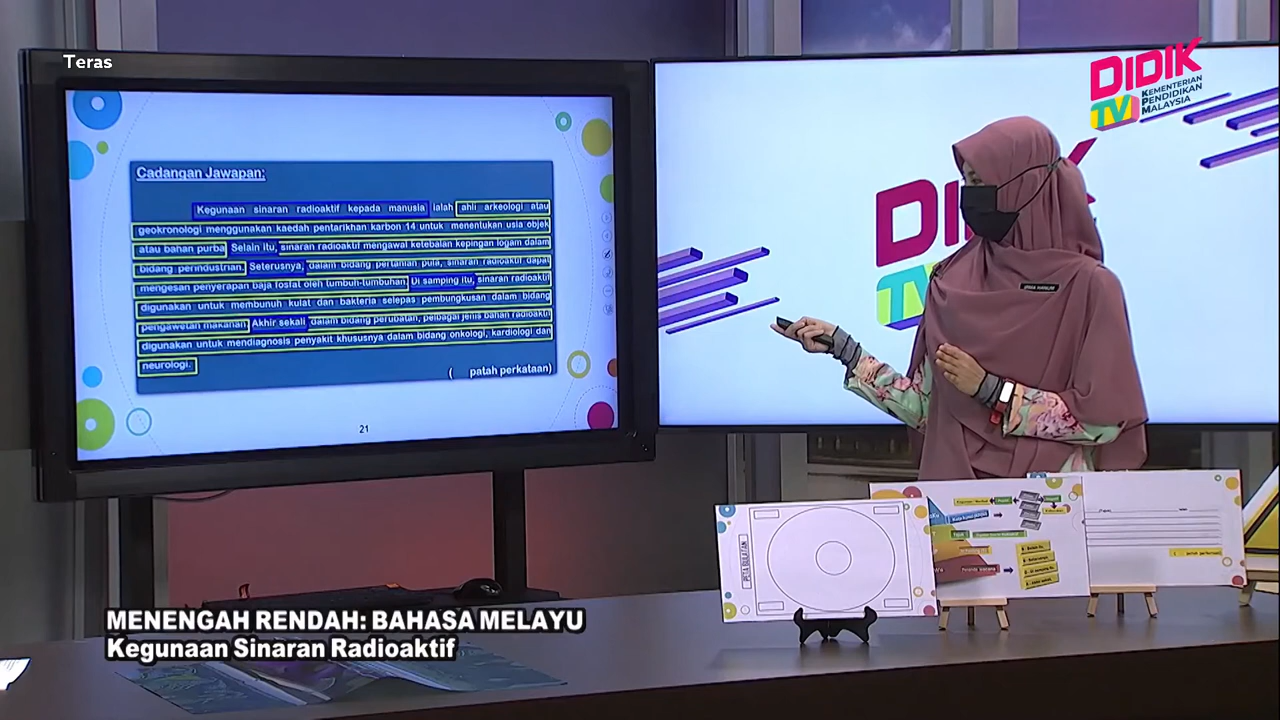 Teras
DIDIK
TV
KEMENTERIAN
PENDIDIKAN
MALAYSIA
Cadangan Jawapan:
Kegunaan sinaran radioaktif kepada manusia ialah ahli arkeologi atau
geokronologi menggunakan kaedah pentarikhan karbon 14 untuk menentukan usia objek
atau bahan purba. Selain itu, sinaran radioaktif mengawal ketebalan kepingan logam dalam
bidang perindustrian. Seterusnya, dalam bidang pertanian pula, sinaran radioaktif dapat
mengesan penyerapan baja fosfat oleh tumbuh-tumbuhan. Di samping itu, sinaran radioaktif
digunakan untuk membunuh kulat dan bakteria selepas pembungkusan dalam bidang
pengawetan makanan. Akhir sekali dalam bidang perubatan, pelbagai jenis bahan radioaktif
digunakan untuk mendiagnosis penyakit khususnya dalam bidang onkologi, kardiologi dan
neurologi.
( patah perkataan)
21
PETA BULATAN
MENENGAH RENDAH: BAHASA MELAYU
Kegunaan Sinaran Radioaktif